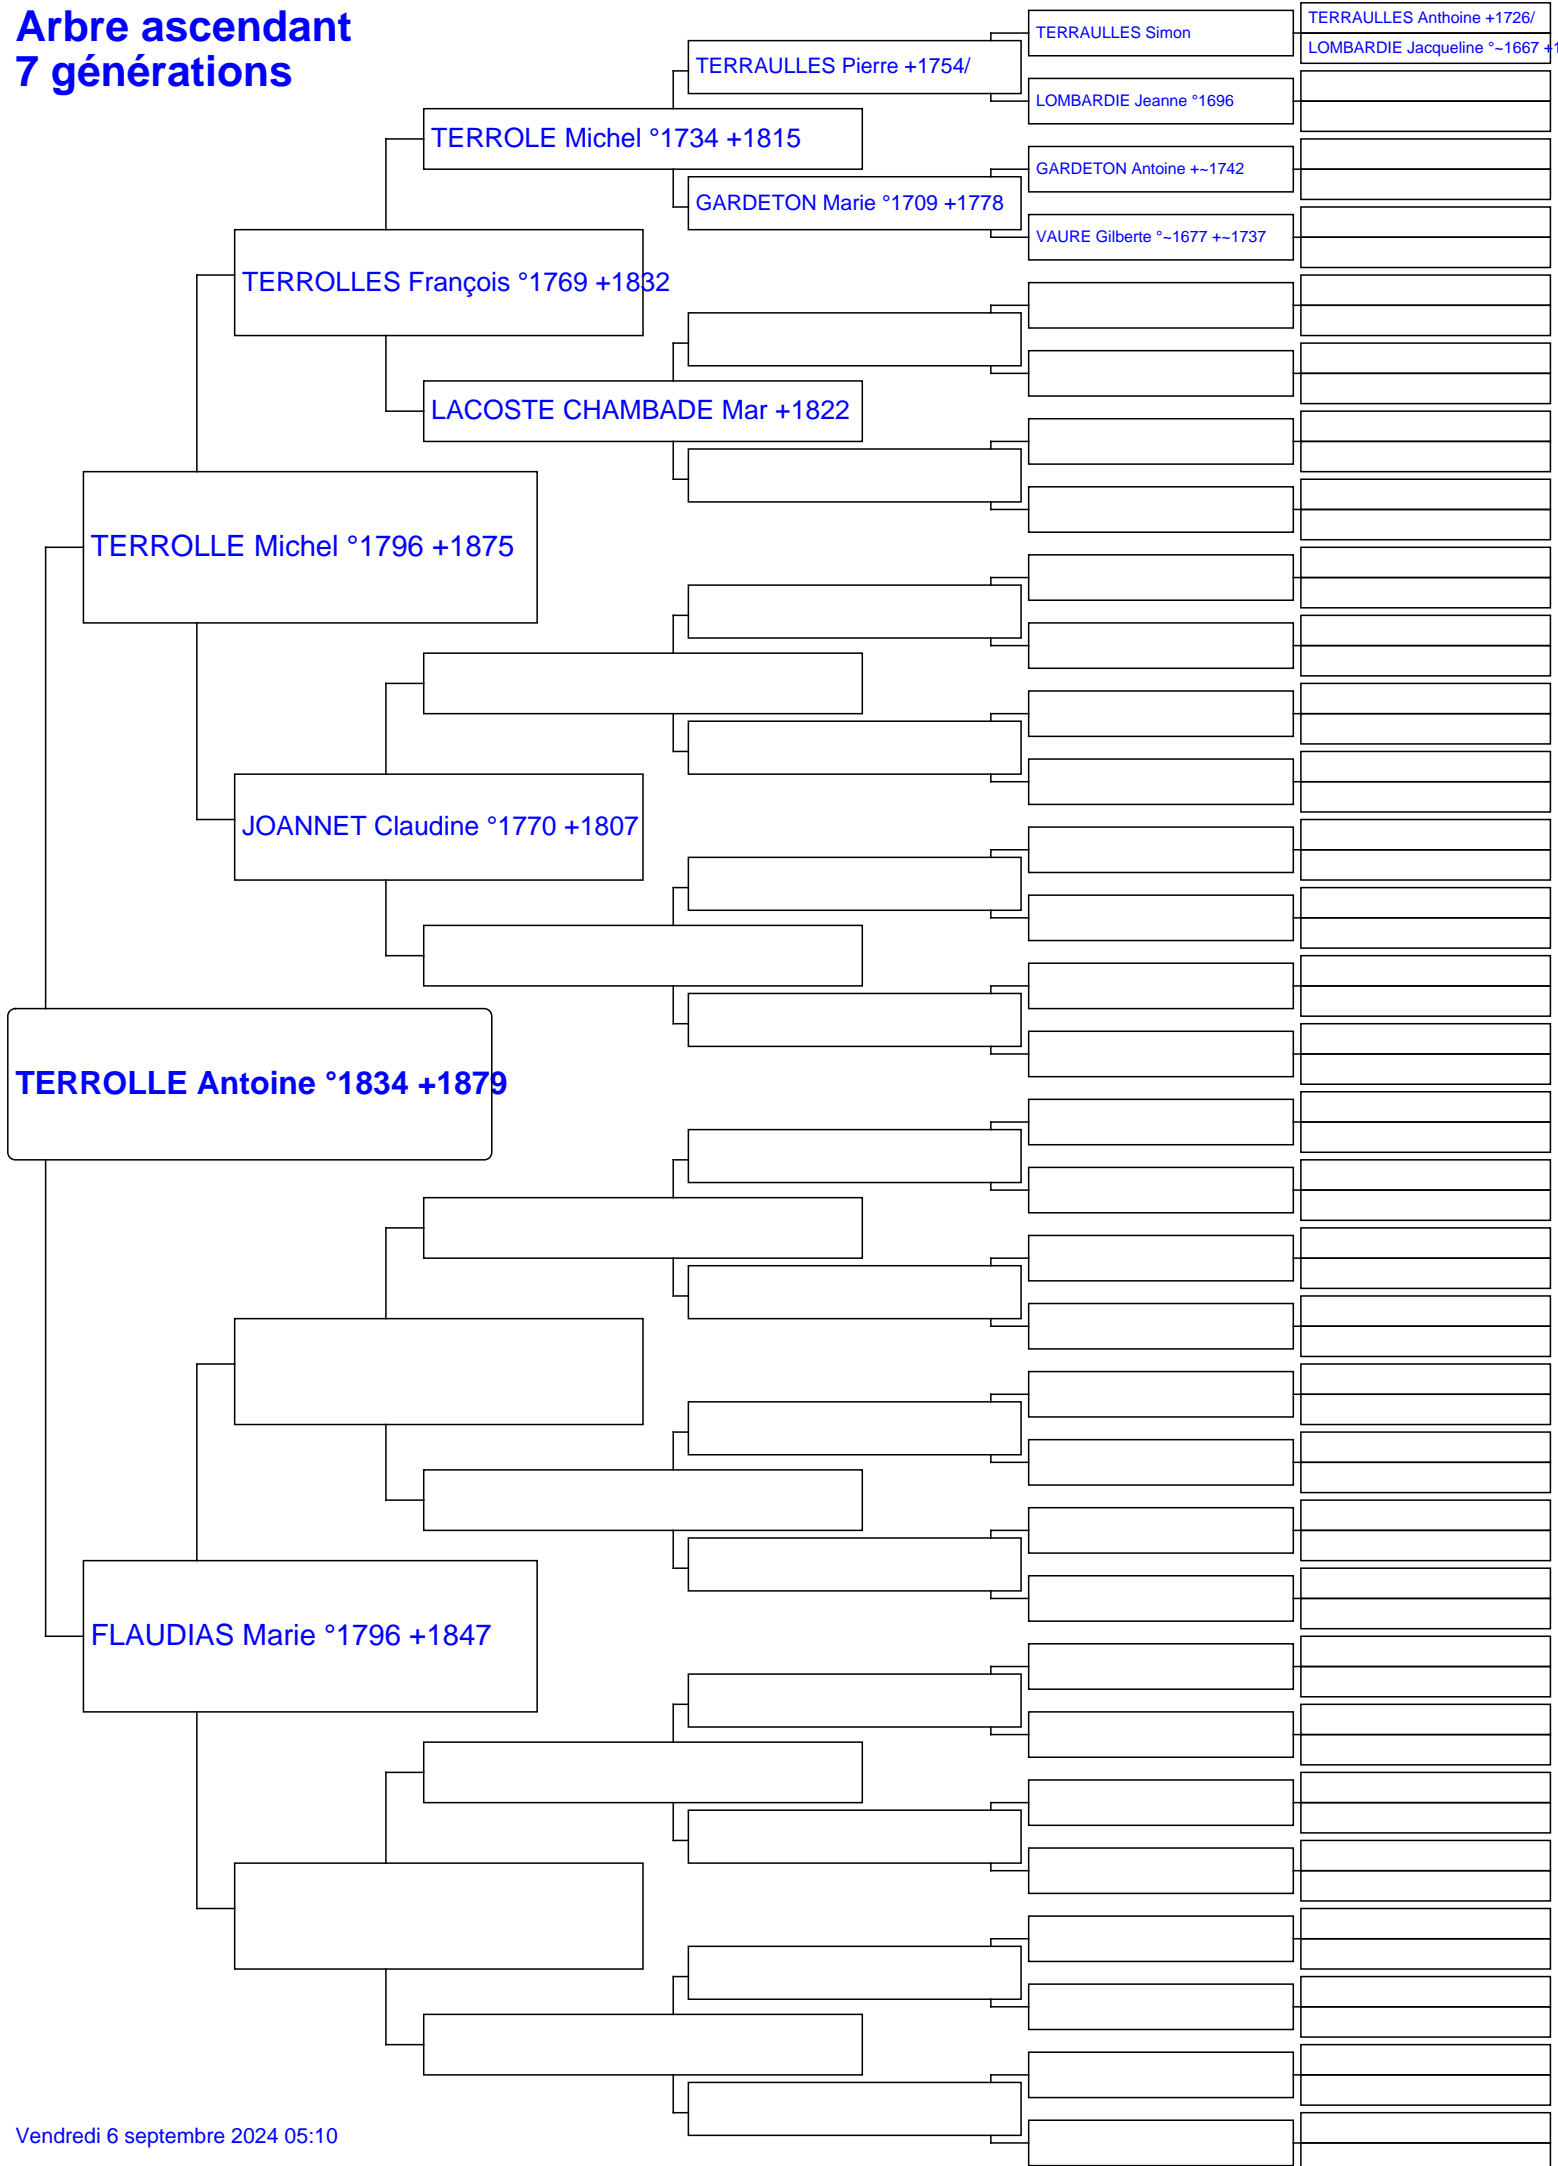 Arbre ascendant
7 générations
TERRAULLES Anthoine +1726/
TERRAULLES Simon
LOMBARDIE Jacqueline °~1667 +1
TERRAULLES Pierre +1754/
LOMBARDIE Jeanne °1696
TERROLE Michel °1734 +1815
GARDETON Antoine +~1742
GARDETON Marie °1709 +1778
VAURE Gilberte °~1677 +~1737
TERROLLES François °1769 +1832
LACOSTE CHAMBADE Mar +1822
TERROLLE Michel °1796 +1875
JOANNET Claudine °1770 +1807
TERROLLE Antoine °1834 +1879
FLAUDIAS Marie °1796 +1847
Vendredi 6 septembre 2024 05:10